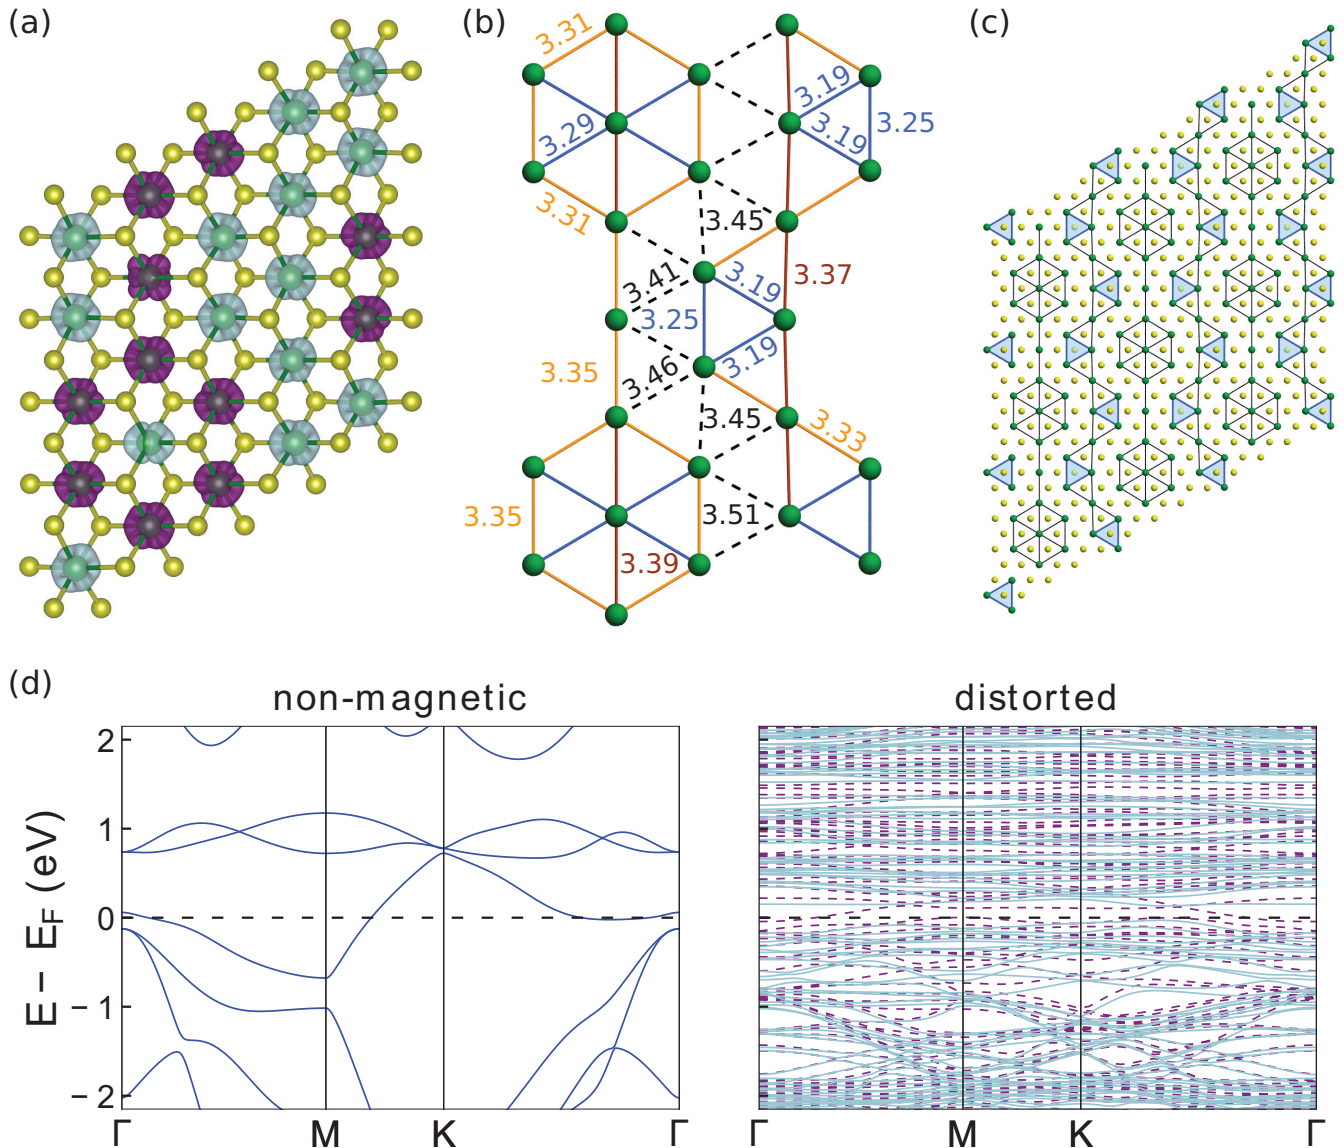 (a)
(b)
(c)
3.31
3.29
3.31
3.19
3.19
3.25
3.45
3.41
3.25
3.19
3.37
3.19
3.35
3.46
3.45
3.33
3.35
3.51
3.39
(d)
non-magnetic
distorted
E − E_F (eV)
2
1
0
−1
−2
Γ M K Γ
Γ M K Γ